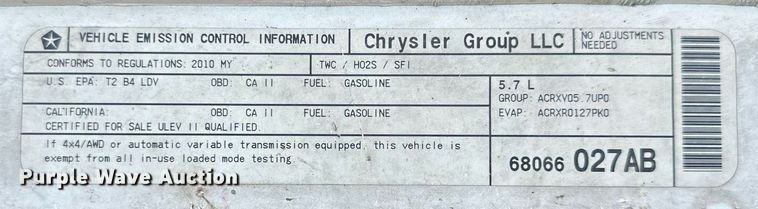 VEHICLE EMISSION CONTROL INFORMATION
Chrysler Group LLC
NO ADJUSTMENTS
NEEDED
CONFORMS TO REGULATIONS: 2010 MY
TWC / HO2S / SFI
U.S. EPA: T2 B4 LDV OBD: CA II FUEL: GASOLINE
CALIFORNIA: OBD: CA II FUEL: GASOLINE
CERTIFIED FOR SALE ULEV II QUALIFIED.
5.7 L
GROUP: ACRXV05.7UP0
EVAP: ACRXR0127PK0
If 4x4/AWD or automatic variable transmission equipped, this vehicle is
exempt from all in-use loaded mode testing.
68066 027AB
Purple Wave Auction